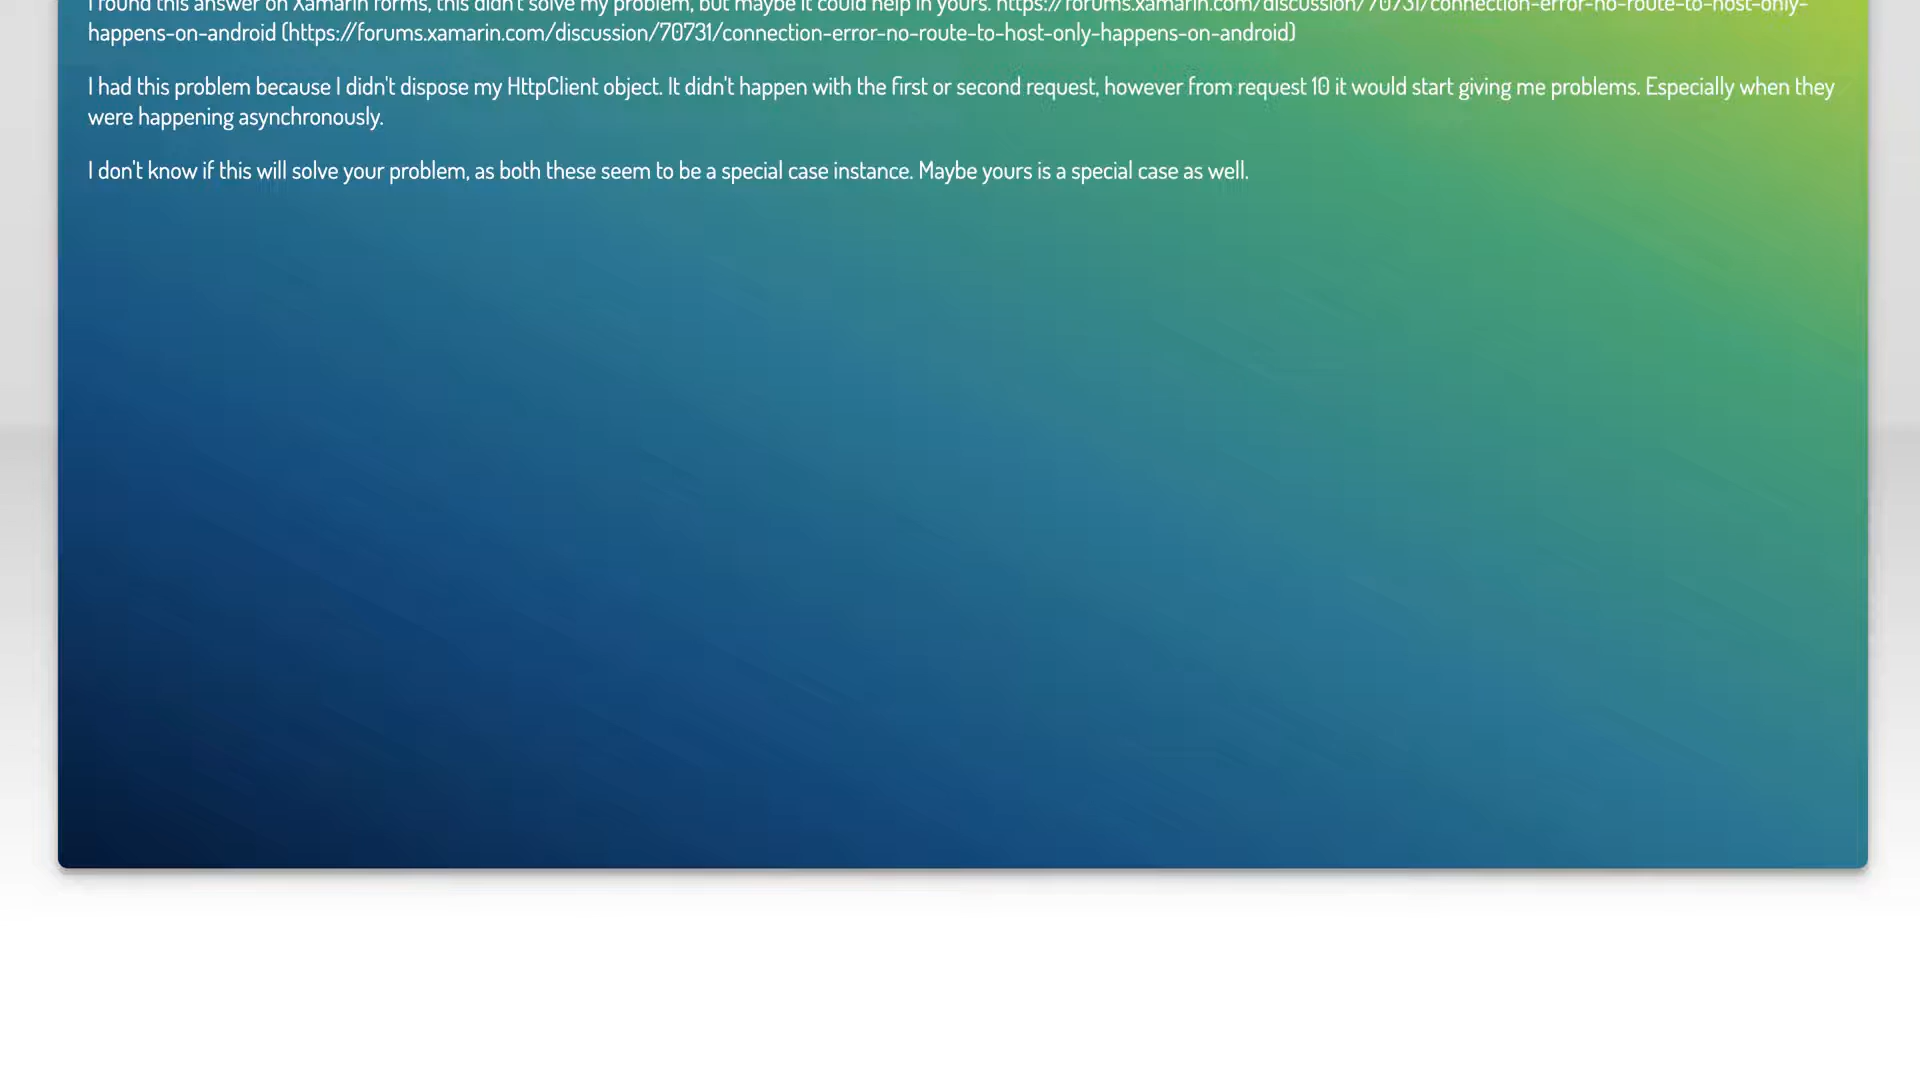 I found this answer on Xamarin forms, this didn't solve my problem, but maybe it could help in yours. https://forums.xamarin.com/discussion/70731/connection-error-no-route-to-host-only-
happens-on-android (https://forums.xamarin.com/discussion/70731/connection-error-no-route-to-host-only-happens-on-android)
I had this problem because I didn't dispose my HttpClient object. It didn't happen with the first or second request, however from request 10 it would start giving me problems. Especially when they
were happening asynchronously.
I don't know if this will solve your problem, as both these seem to be a special case instance. Maybe yours is a special case as well.